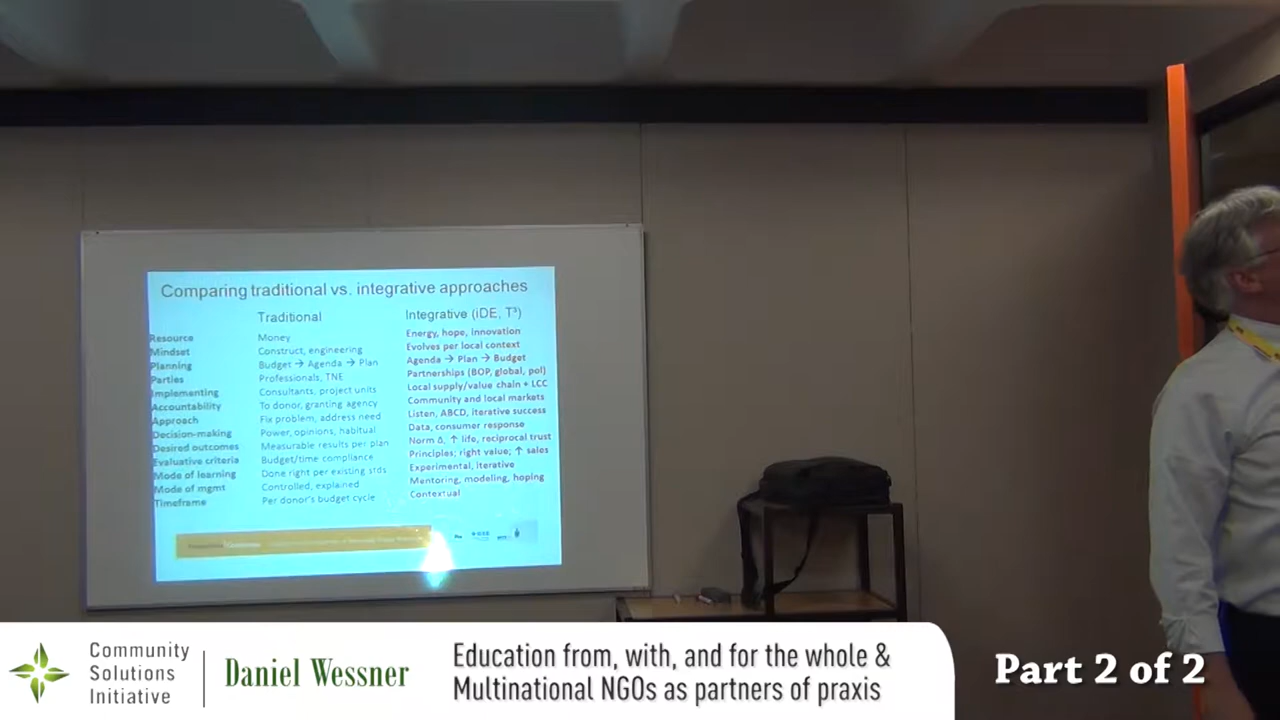 Comparing traditional vs. integrative approaches
Traditional Integrative (iDE, T³)
Resource Money Energy, hope, innovation
Mindset Construct, engineering Evolves per local context
Planning Budget → Agenda → Plan Agenda → Plan → Budget
Parties Professionals, TNE Partnerships (BOP, global, pol)
Implementing Consultants, project units Local supply/value chain + LCC
Accountability To donor, granting agency Community and local markets
Approach Fix problem, address need Listen, ABCD, iterative success
Decision-making Power, opinions, habitual Data, consumer response
Desired outcomes Measurable results per plan Norm Δ, ↑ life, reciprocal trust
Evaluative criteria Budget/time compliance Principles; right value; ↑ sales
Mode of learning Done right per existing stds Experimental, iterative
Mode of mgmt Controlled, explained Mentoring, modeling, hoping
Timeframe Per donor's budget cycle Contextual
Community
Solutions
Initiative
Daniel Wessner
Education from, with, and for the whole &
Multinational NGOs as partners of praxis
Part 2 of 2